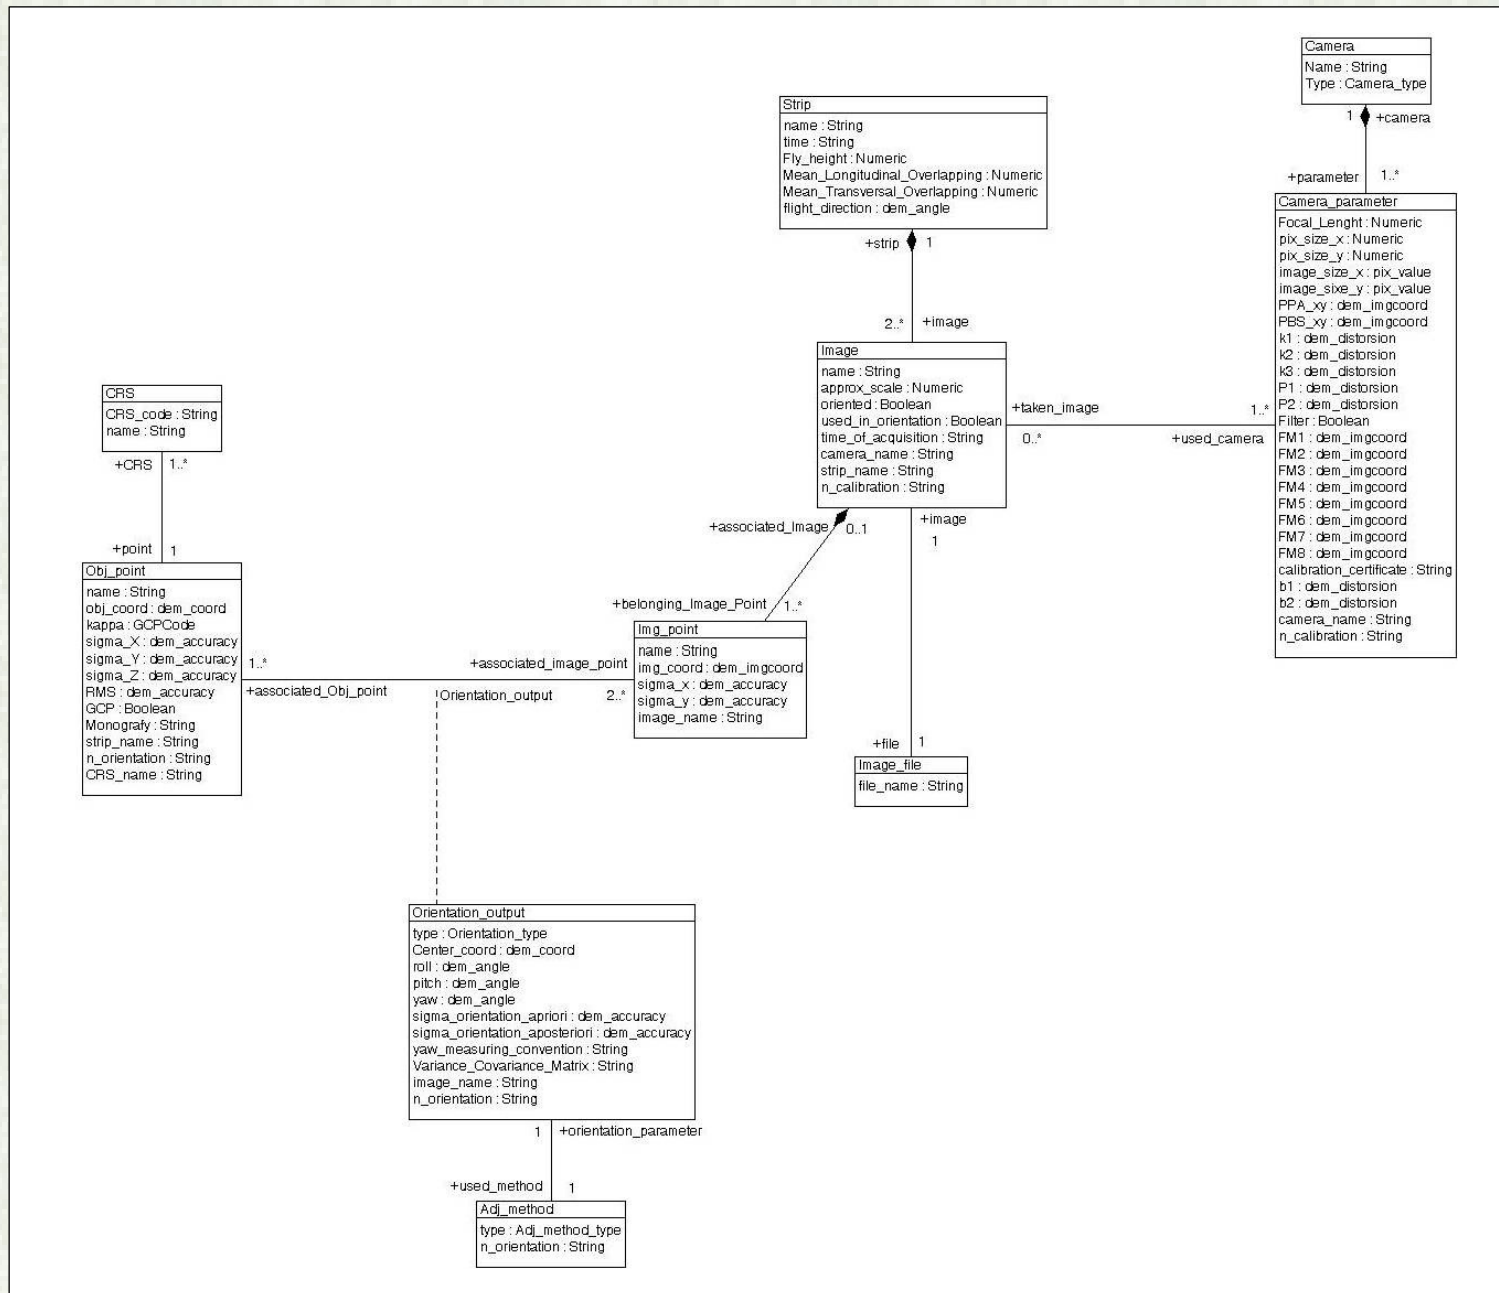 Camera
Name : String
Type : Camera_type
1
+camera
+parameter
1..*
Strip
name : String
time : String
Fly_height : Numeric
Mean_Longitudinal_Overlapping : Numeric
Mean_Transversal_Overlapping : Numeric
flight_direction : dem_angle
+strip
1
2..*
+image
Camera_parameter
Focal_Lenght : Numeric
pix_size_x : Numeric
pix_size_y : Numeric
image_size_x : pix_value
image_sixe_y : pix_value
PPA_xy : dem_imgcoord
PBS_xy : dem_imgcoord
k1 : dem_distorsion
k2 : dem_distorsion
k3 : dem_distorsion
P1 : dem_distorsion
P2 : dem_distorsion
Filter : Boolean
FM1 : dem_imgcoord
FM2 : dem_imgcoord
FM3 : dem_imgcoord
FM4 : dem_imgcoord
FM5 : dem_imgcoord
FM6 : dem_imgcoord
FM7 : dem_imgcoord
FM8 : dem_imgcoord
calibration_certificate : String
b1 : dem_distorsion
b2 : dem_distorsion
camera_name : String
n_calibration : String
Image
name : String
approx_scale : Numeric
oriented : Boolean
used_in_orientation : Boolean
time_of_acquisition : String
camera_name : String
strip_name : String
n_calibration : String
+taken_image
0..*
1..*
+used_camera
CRS
CRS_code : String
name : String
+CRS
1..*
+point
1
Obj_point
name : String
obj_coord : dem_coord
kappa : GCPCode
sigma_X : dem_accuracy
sigma_Y : dem_accuracy
sigma_Z : dem_accuracy
RMS : dem_accuracy
GCP : Boolean
Monografy : String
strip_name : String
n_orientation : String
CRS_name : String
+associated_Image
0..1
+image
1
+belonging_Image_Point
1..*
Img_point
name : String
img_coord : dem_imgcoord
sigma_x : dem_accuracy
sigma_y : dem_accuracy
image_name : String
1..*
+associated_Obj_point
+associated_image_point
2..*
Orientation_output
+file
1
Image_file
file_name : String
Orientation_output
type : Orientation_type
Center_coord : dem_coord
roll : dem_angle
pitch : dem_angle
yaw : dem_angle
sigma_orientation_apriori : dem_accuracy
sigma_orientation_aposteriori : dem_accuracy
yaw_measuring_convention : String
Variance_Covariance_Matrix : String
image_name : String
n_orientation : String
1
+orientation_parameter
+used_method
1
Adj_method
type : Adj_method_type
n_orientation : String